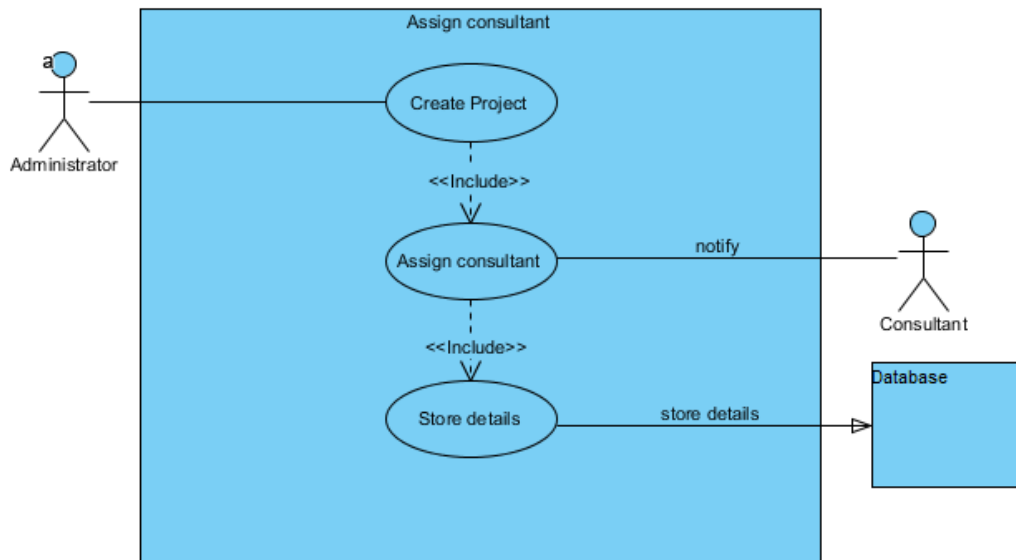 Assign consultant
a
Administrator
Create Project
<<Include>>
Assign consultant
notify
Consultant
<<Include>>
Database
Store details
store details